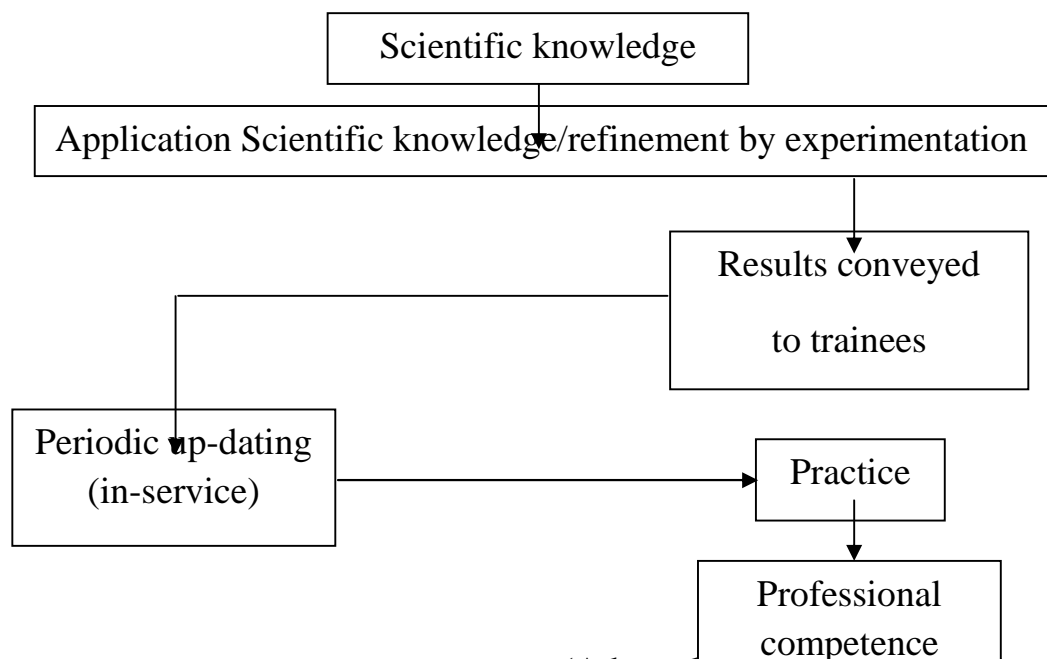 Scientific knowledge
Application Scientific knowledge/refinement by experimentation
Results conveyed
to trainees
Periodic up-dating
(in-service)
Practice
Professional
competence